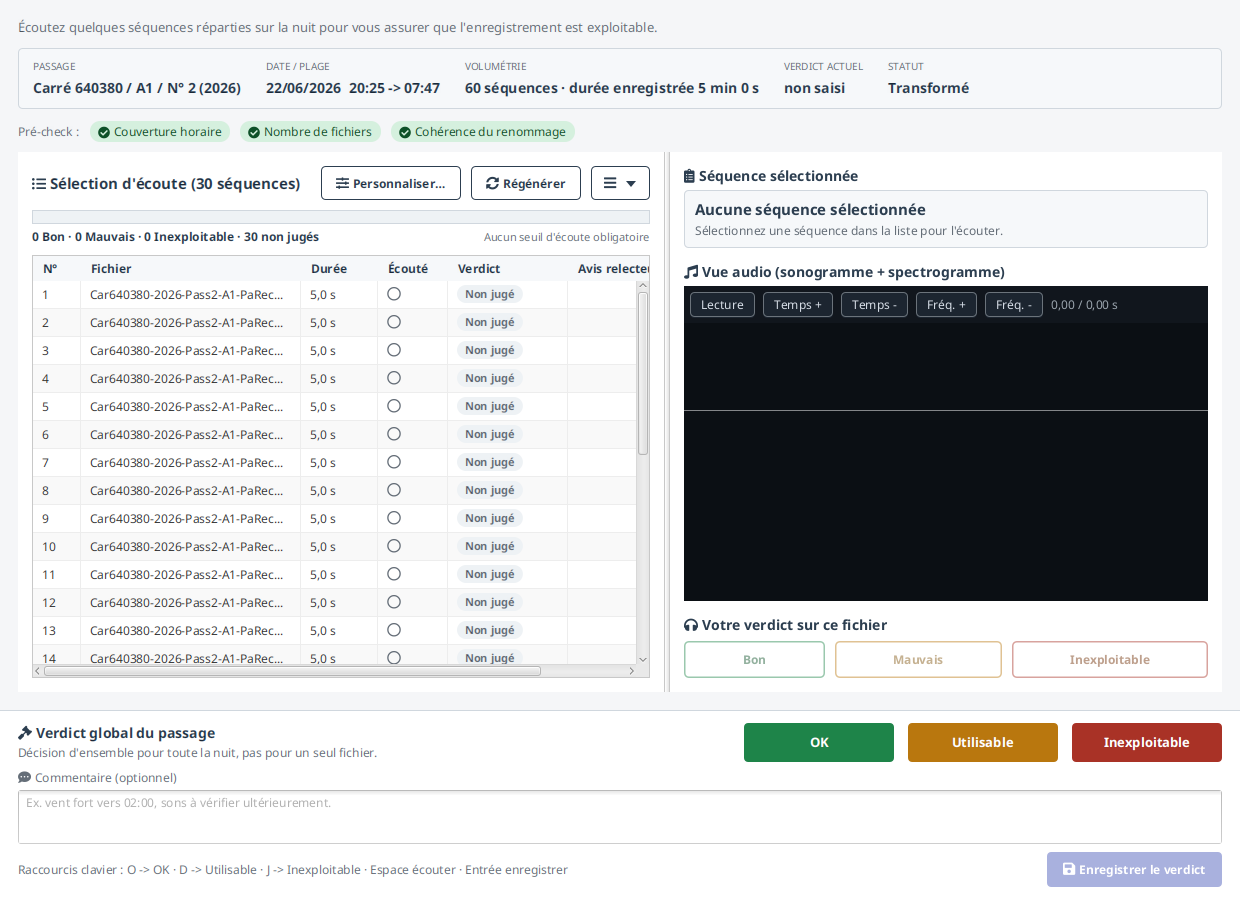 Écoutez quelques séquences réparties sur la nuit pour vous assurer que l'enregistrement est exploitable.
PASSAGE
Carré 640380 / A1 / N° 2 (2026)
DATE / PLAGE
22/06/2026 20:25 -> 07:47
VOLUMÉTRIE
60 séquences · durée enregistrée 5 min 0 s
VERDICT ACTUEL
non saisi
STATUT
Transformé
Pré-check : Couverture horaire Nombre de fichiers Cohérence du renommage
Sélection d'écoute (30 séquences) Personnaliser... Régénérer
0 Bon · 0 Mauvais · 0 Inexploitable · 30 non jugés Aucun seuil d'écoute obligatoire
N° Fichier Durée Écouté Verdict Avis relecteu
1 Car640380-2026-Pass2-A1-PaRec... 5,0 s Non jugé
2 Car640380-2026-Pass2-A1-PaRec... 5,0 s Non jugé
3 Car640380-2026-Pass2-A1-PaRec... 5,0 s Non jugé
4 Car640380-2026-Pass2-A1-PaRec... 5,0 s Non jugé
5 Car640380-2026-Pass2-A1-PaRec... 5,0 s Non jugé
6 Car640380-2026-Pass2-A1-PaRec... 5,0 s Non jugé
7 Car640380-2026-Pass2-A1-PaRec... 5,0 s Non jugé
8 Car640380-2026-Pass2-A1-PaRec... 5,0 s Non jugé
9 Car640380-2026-Pass2-A1-PaRec... 5,0 s Non jugé
10 Car640380-2026-Pass2-A1-PaRec... 5,0 s Non jugé
11 Car640380-2026-Pass2-A1-PaRec... 5,0 s Non jugé
12 Car640380-2026-Pass2-A1-PaRec... 5,0 s Non jugé
13 Car640380-2026-Pass2-A1-PaRec... 5,0 s Non jugé
14 Car640380-2026-Pass2-A1-PaRec... 5,0 s Non jugé
Séquence sélectionnée
Aucune séquence sélectionnée
Sélectionnez une séquence dans la liste pour l'écouter.
Vue audio (sonogramme + spectrogramme)
Lecture Temps + Temps - Fréq. + Fréq. - 0,00 / 0,00 s
Votre verdict sur ce fichier
Bon Mauvais Inexploitable
Verdict global du passage
Décision d'ensemble pour toute la nuit, pas pour un seul fichier.
OK Utilisable Inexploitable
Commentaire (optionnel)
Ex. vent fort vers 02:00, sons à vérifier ultérieurement.
Raccourcis clavier : O -> OK · D -> Utilisable · J -> Inexploitable · Espace écouter · Entrée enregistrer
Enregistrer le verdict